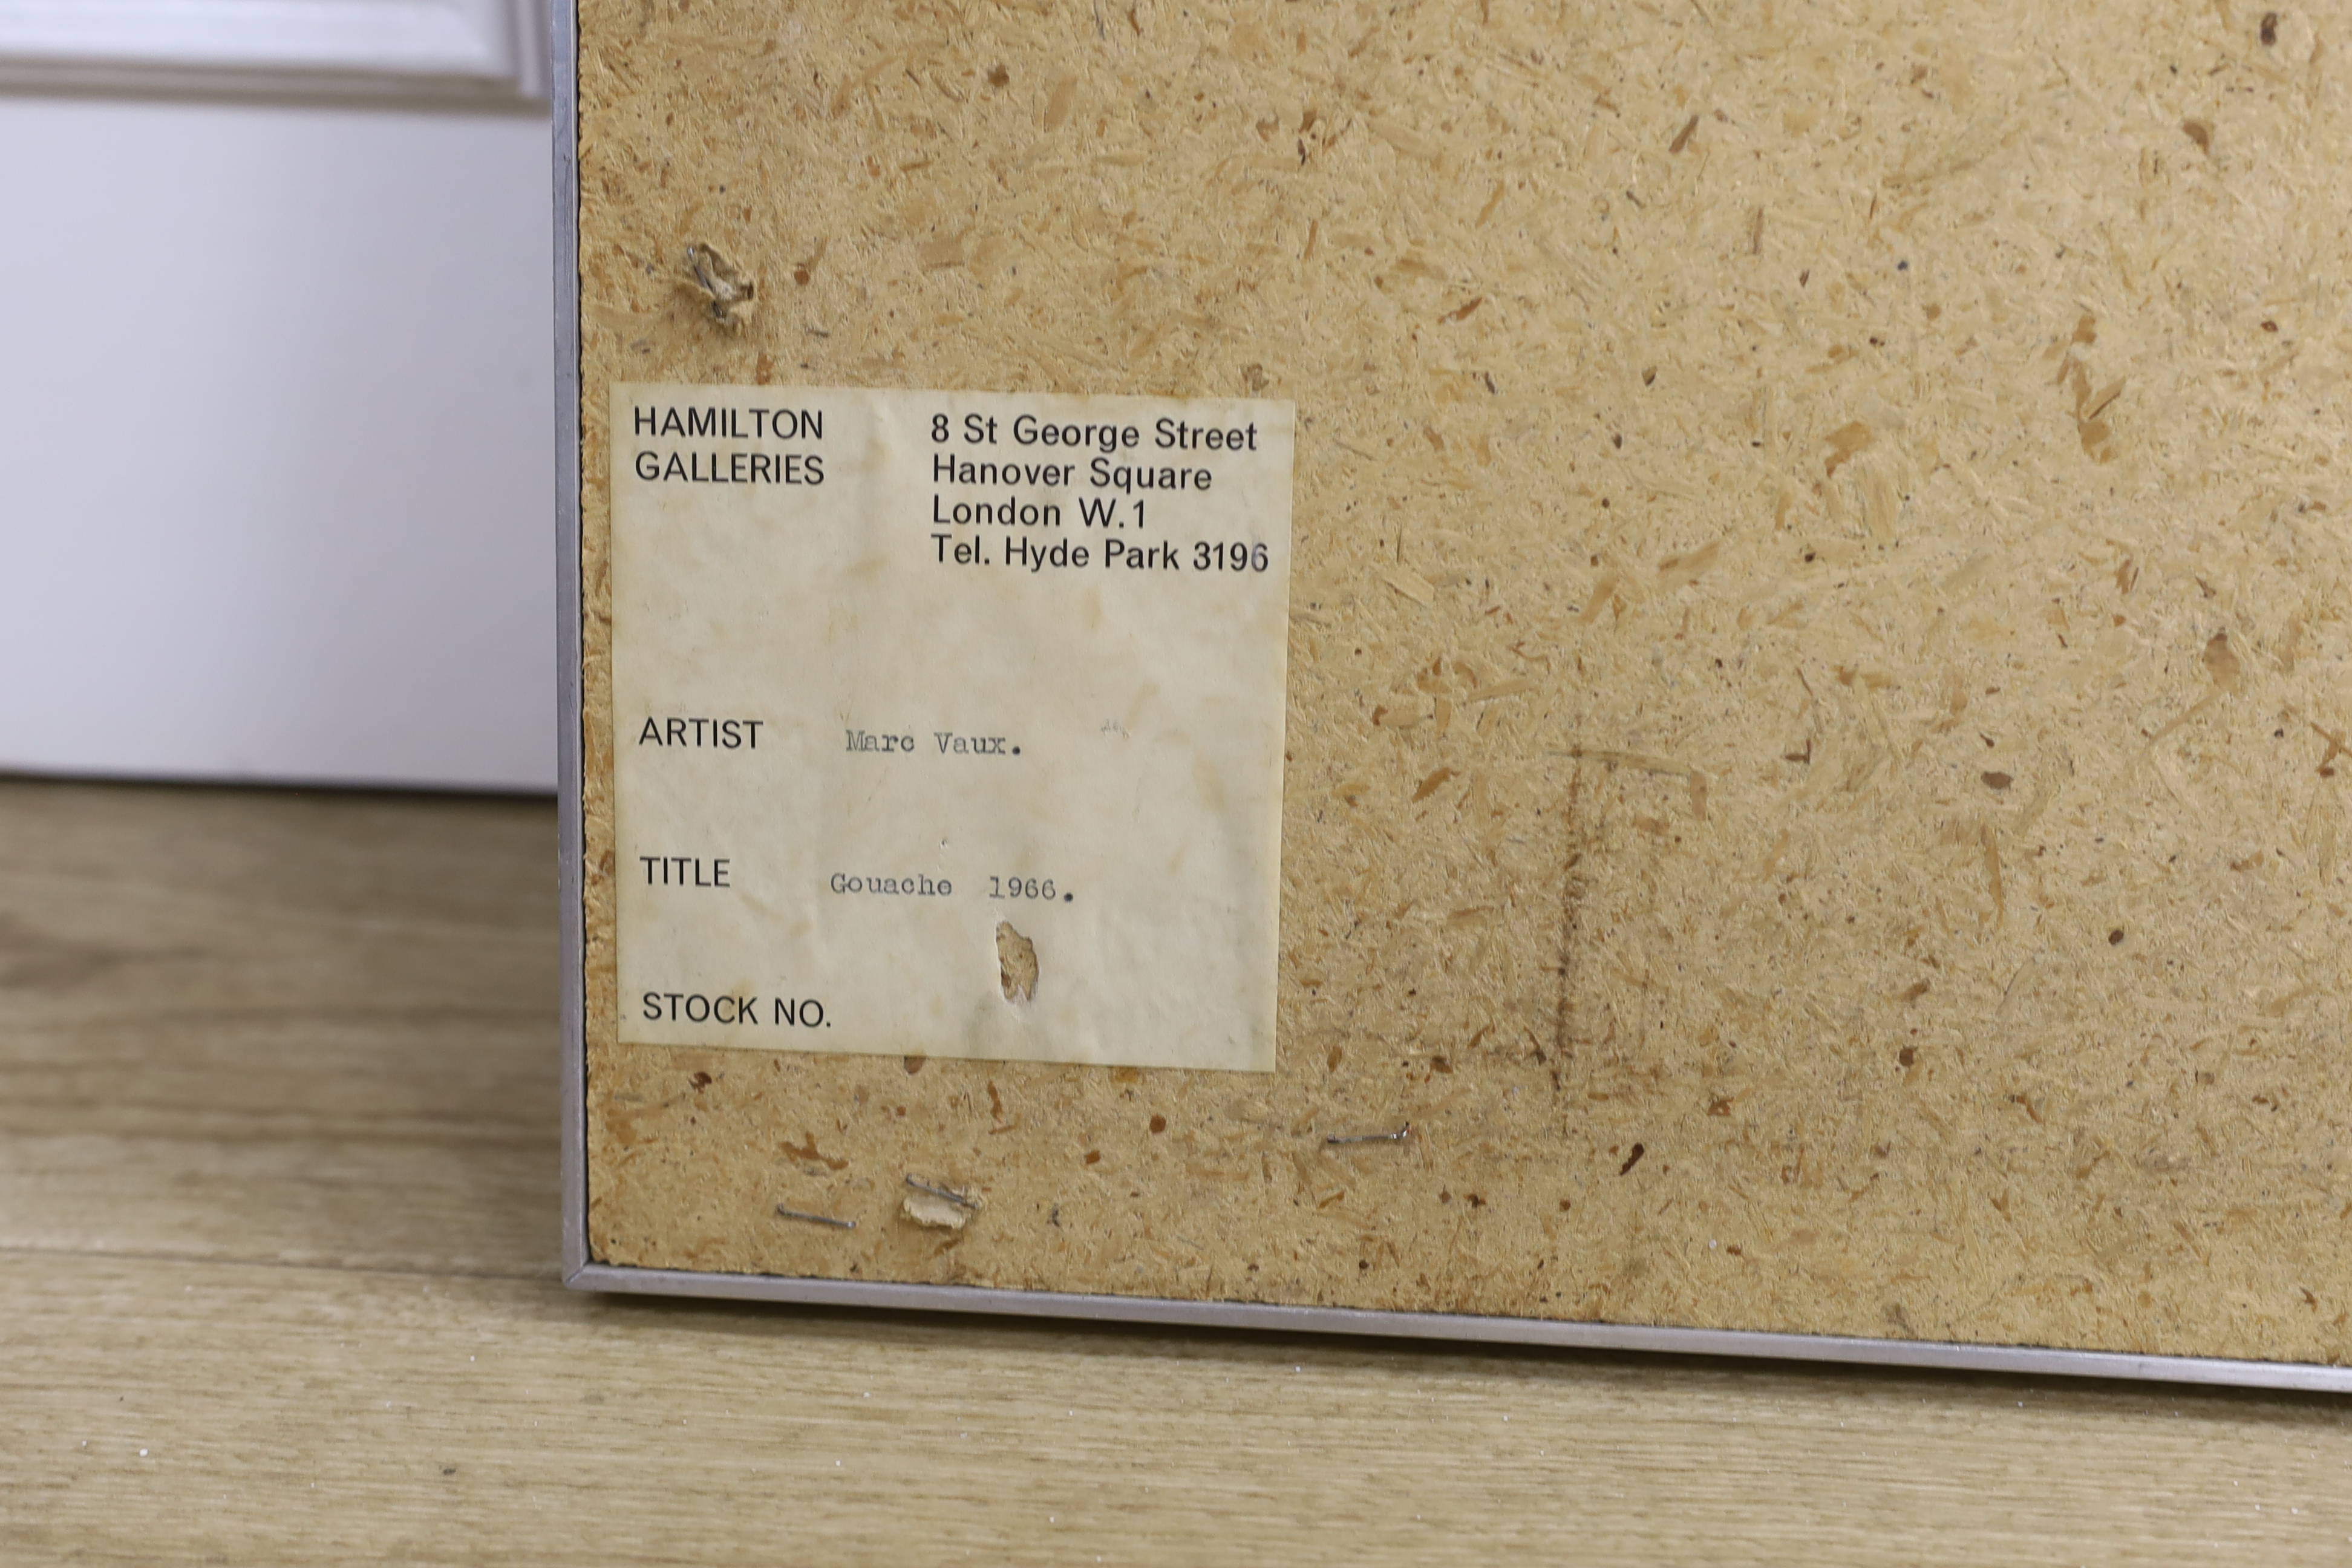 HAMILTON
GALLERIES
8 St George Street
Hanover Square
London W.1
Tel. Hyde Park 3196
ARTIST Marc Vaux.
TITLE Gouache 1966.
STOCK NO.